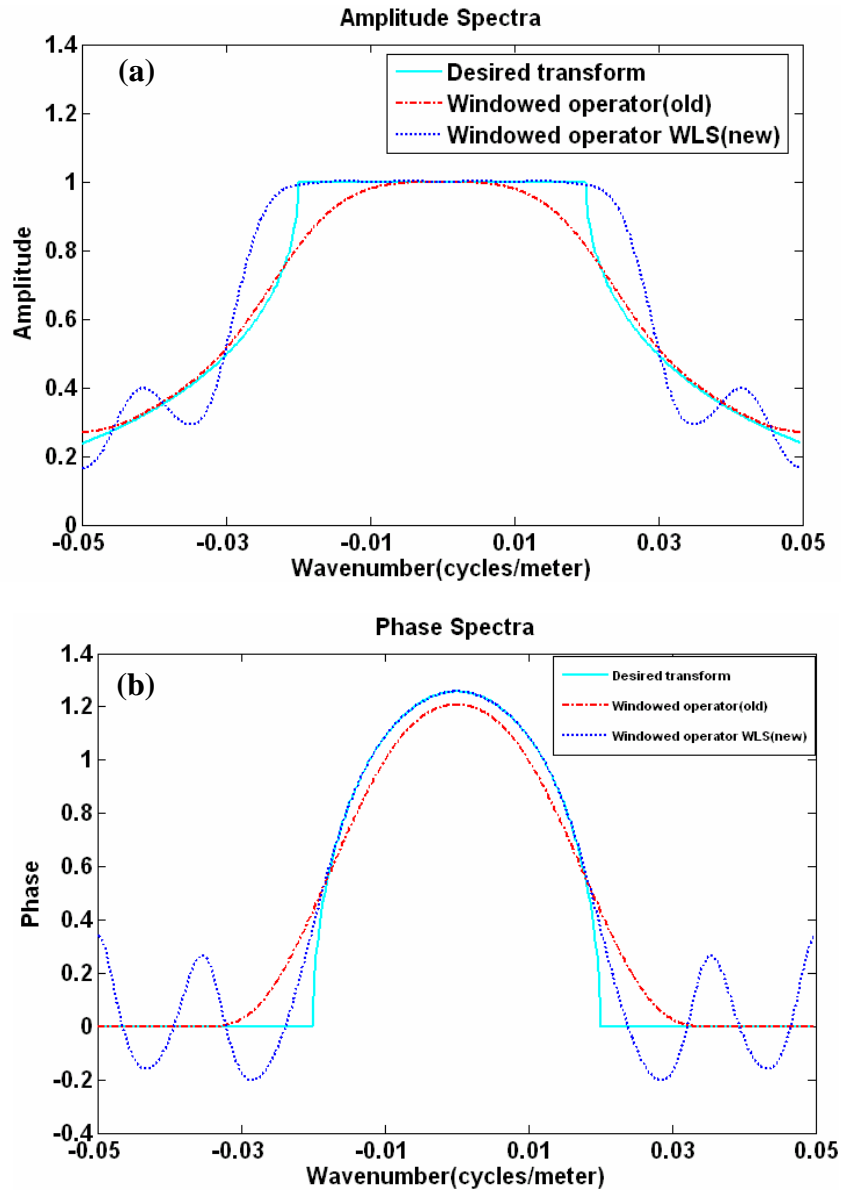 Amplitude Spectra
(a)
Desired transform
Windowed operator(old)
Windowed operator WLS(new)
1.4
1.2
1
0.8
0.6
0.4
0.2
0
Amplitude
-0.05
-0.03
-0.01
0.01
0.03
0.05
Wavenumber(cycles/meter)
Phase Spectra
(b)
Desired transform
Windowed operator(old)
Windowed operator WLS(new)
1.4
1.2
1
0.8
0.6
0.4
0.2
0
-0.2
-0.4
Phase
-0.05
-0.03
-0.01
0.01
0.03
0.05
Wavenumber(cycles/meter)